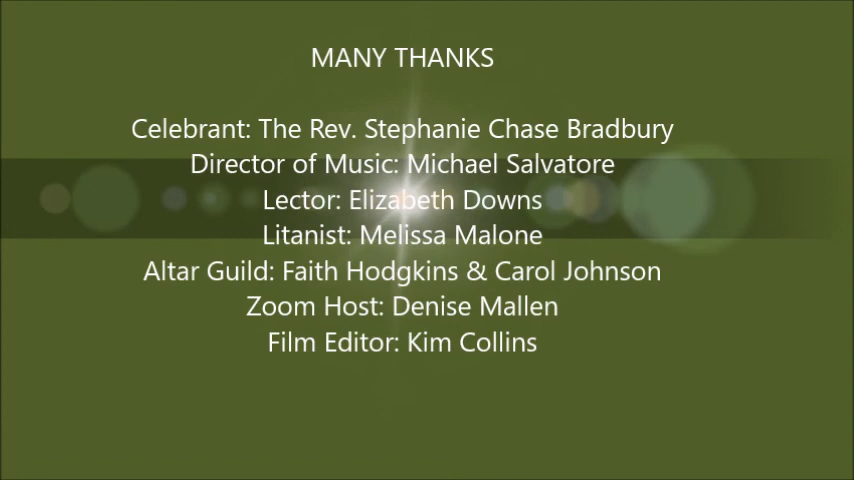 MANY THANKS
Celebrant: The Rev. Stephanie Chase Bradbury
Director of Music: Michael Salvatore
Lector: Elizabeth Downs
Litanist: Melissa Malone
Altar Guild: Faith Hodgkins & Carol Johnson
Zoom Host: Denise Mallen
Film Editor: Kim Collins